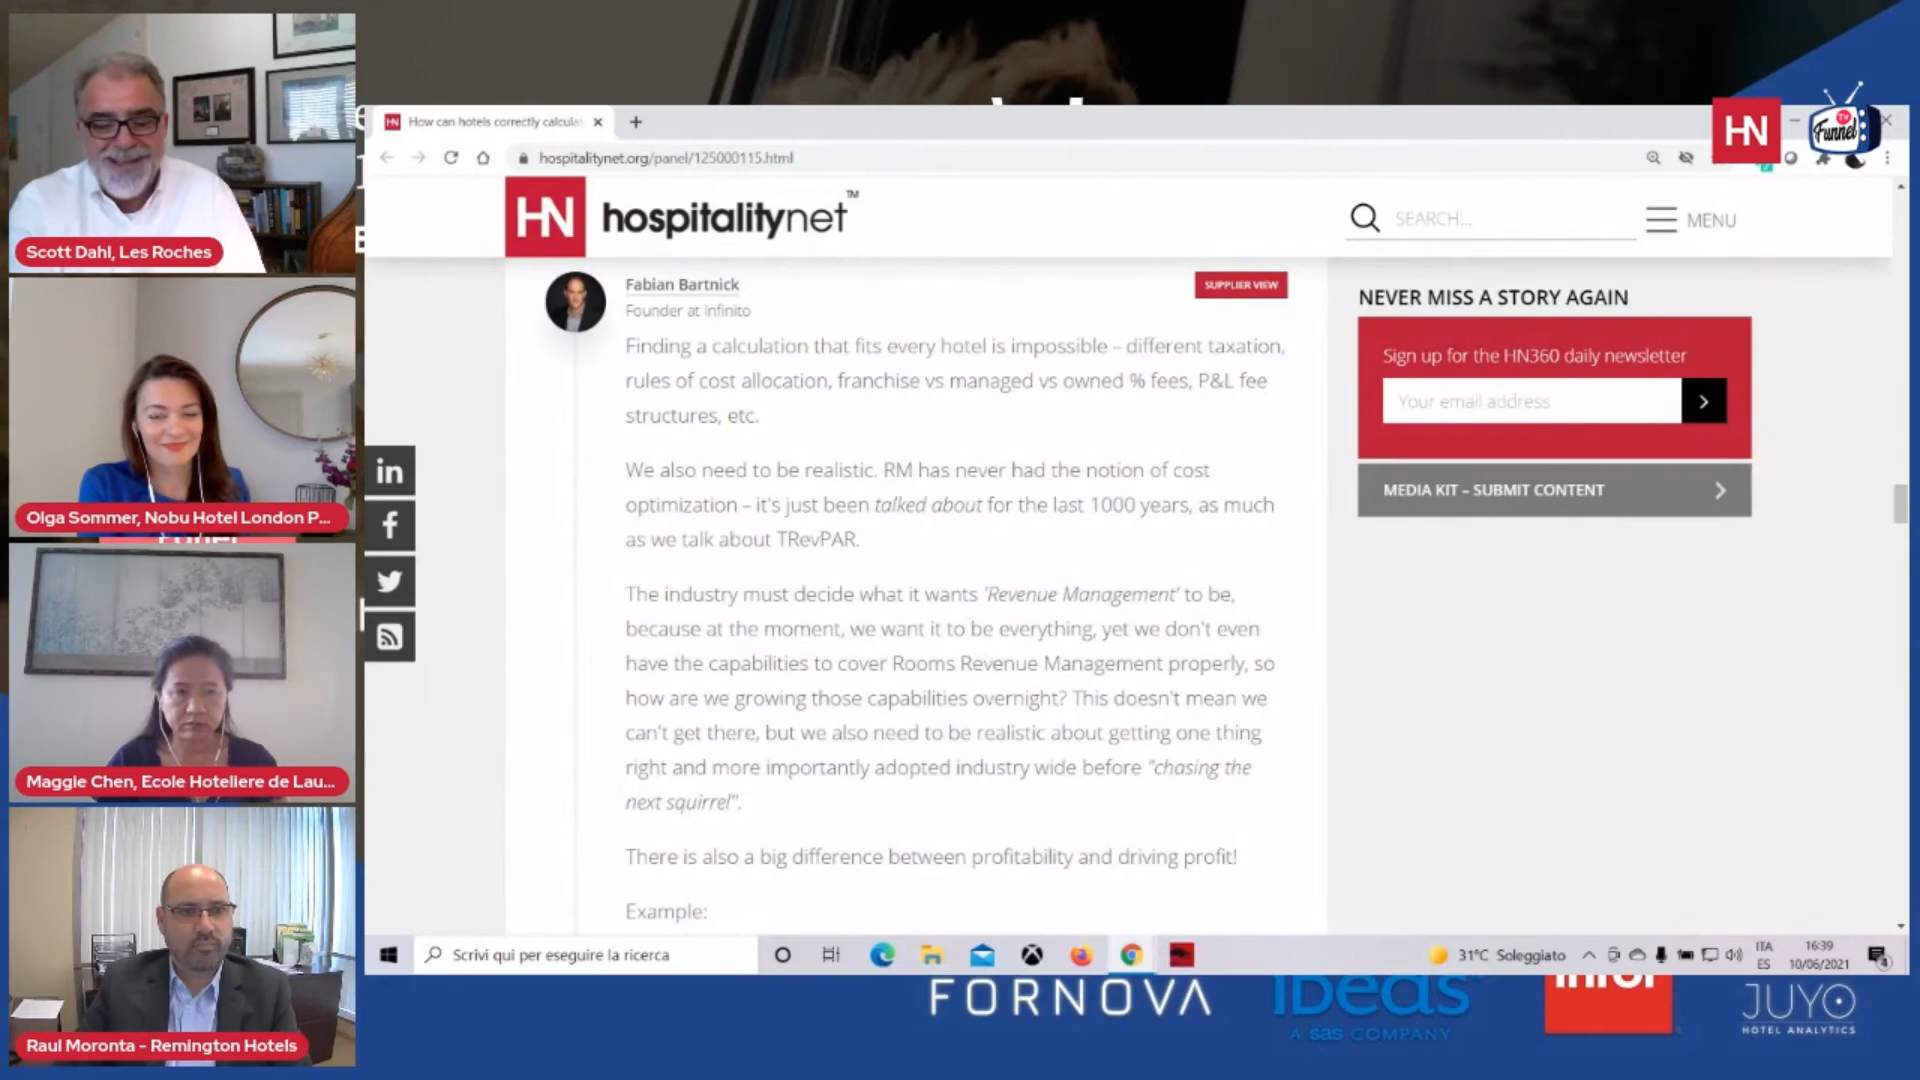 Scott Dahl, Les Roches
Olga Sommer, Nobu Hotel London P...
Maggie Chen, Ecole Hoteliere de Lau...
Raul Moronta - Remington Hotels
How can hotels correctly calcula
hospitalitynet.org/panel/125000115.html
HN
TV
Funnel
HN hospitalitynet™
SEARCH...
MENU
Fabian Bartnick
Founder at Infinito
SUPPLIER VIEW
Finding a calculation that fits every hotel is impossible – different taxation,
rules of cost allocation, franchise vs managed vs owned % fees, P&L fee
structures, etc.
We also need to be realistic. RM has never had the notion of cost
optimization – it's just been talked about for the last 1000 years, as much
as we talk about TRevPAR.
The industry must decide what it wants 'Revenue Management' to be,
because at the moment, we want it to be everything, yet we don't even
have the capabilities to cover Rooms Revenue Management properly, so
how are we growing those capabilities overnight? This doesn't mean we
can't get there, but we also need to be realistic about getting one thing
right and more importantly adopted industry wide before "chasing the
next squirrel".
There is also a big difference between profitability and driving profit!
Example:
NEVER MISS A STORY AGAIN
Sign up for the HN360 daily newsletter
Your email address
MEDIA KIT – SUBMIT CONTENT
in
f
Scrivi qui per eseguire la ricerca
31°C Soleggiato
ITA
ES
16:39
10/06/2021
4
FORNOVA
iDeas
A sas COMPANY
infor
JUYO
HOTEL ANALYTICS